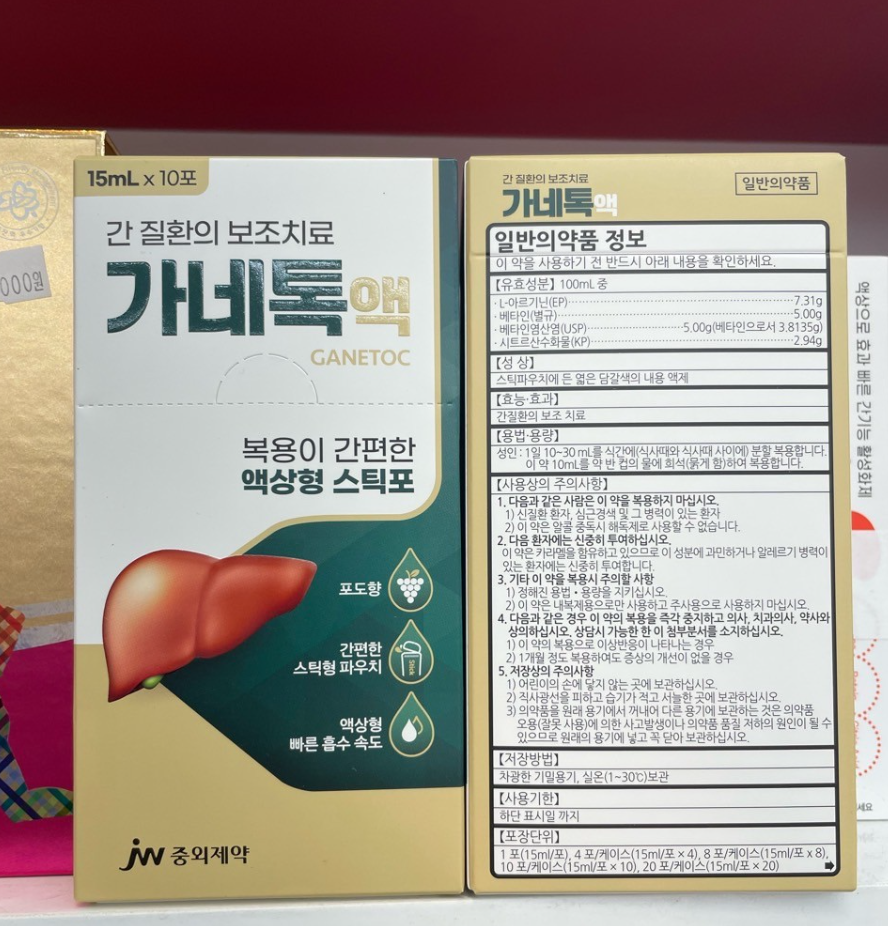 000원
15mL x 10포
간 질환의 보조치료
가네톡액
GANETOC
복용이 간편한
액상형 스틱포
포도향
간편한
스틱형 파우치
Stick
액상형
빠른 흡수 속도
jw 중외제약
간 질환의 보조치료
가네톡액
일반의약품
일반의약품 정보
이 약을 사용하기 전 반드시 아래 내용을 확인하세요.
【유효성분】 100mL 중
· L-아르기닌(EP)·····7.31g
· 베타인(별규)·····5.00g
· 베타인염산염(USP)·····5.00g(베타인으로서 3.8135g)
· 시트르산수화물(KP)·····2.94g
【성 상】
스틱파우치에 든 엷은 담갈색의 내용 액제
【효능·효과】
간질환의 보조 치료
【용법·용량】
성인 : 1일 10~30 mL를 식간에(식사때와 식사때 사이에) 분할 복용합니다.
이 약 10mL를 약 반 컵의 물에 희석(묽게 함)하여 복용합니다.
【사용상의 주의사항】
1. 다음과 같은 사람은 이 약을 복용하지 마십시오.
1) 신질환 환자, 심근경색 및 그 병력이 있는 환자
2) 이 약은 알콜 중독시 해독제로 사용할 수 없습니다.
2. 다음 환자에는 신중히 투여하십시오.
이 약은 카라멜을 함유하고 있으므로 이 성분에 과민하거나 알레르기 병력이
있는 환자에는 신중히 투여합니다.
3. 기타 이 약을 복용시 주의할 사항
1) 정해진 용법・용량을 지키십시오.
2) 이 약은 내복제용으로만 사용하고 주사용으로 사용하지 마십시오.
4. 다음과 같은 경우 이 약의 복용을 즉각 중지하고 의사, 치과의사, 약사와
상의하십시오. 상담시 가능한 한 이 첨부문서를 소지하십시오.
1) 이 약의 복용으로 이상반응이 나타나는 경우
2) 1개월 정도 복용하여도 증상의 개선이 없을 경우
5. 저장상의 주의사항
1) 어린이의 손에 닿지 않는 곳에 보관하십시오.
2) 직사광선을 피하고 습기가 적고 서늘한 곳에 보관하십시오.
3) 의약품을 원래 용기에서 꺼내어 다른 용기에 보관하는 것은 의약품
오용(잘못 사용)에 의한 사고발생이나 의약품 품질 저하의 원인이 될 수
있으므로 원래의 용기에 넣고 꼭 닫아 보관하십시오.
【저장방법】
차광한 기밀용기, 실온(1~30℃)보관
【사용기한】
하단 표시일 까지
【포장단위】
1 포(15ml/포), 4 포/케이스(15ml/포 × 4), 8 포/케이스(15ml/포 x 8),
10 포/케이스(15ml/포 × 10), 20 포/케이스(15ml/포 × 20)
액상으로 효과 빠른 간기능 활성화제
세요